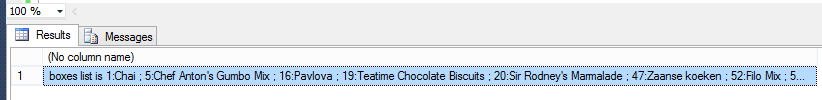 100 %
Results Messages
(No column name)
1 boxes list is 1:Chai ; 5:Chef Anton's Gumbo Mix ; 16:Pavlova ; 19:Teatime Chocolate Biscuits ; 20:Sir Rodney's Marmalade ; 47:Zaanse koeken ; 52:Filo Mix ; 5...